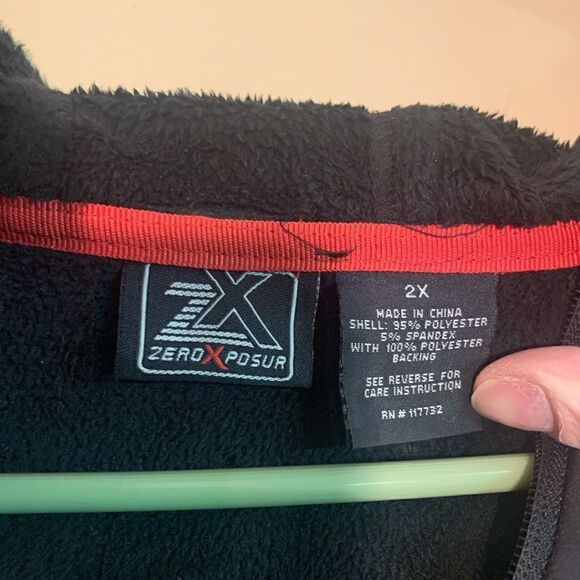 ZX
ZEROXPOSUR
2X
MADE IN CHINA
SHELL: 95% POLYESTER
5% SPANDEX
WITH 100% POLYESTER
BACKING
SEE REVERSE FOR
CARE INSTRUCTION
RN # 117732